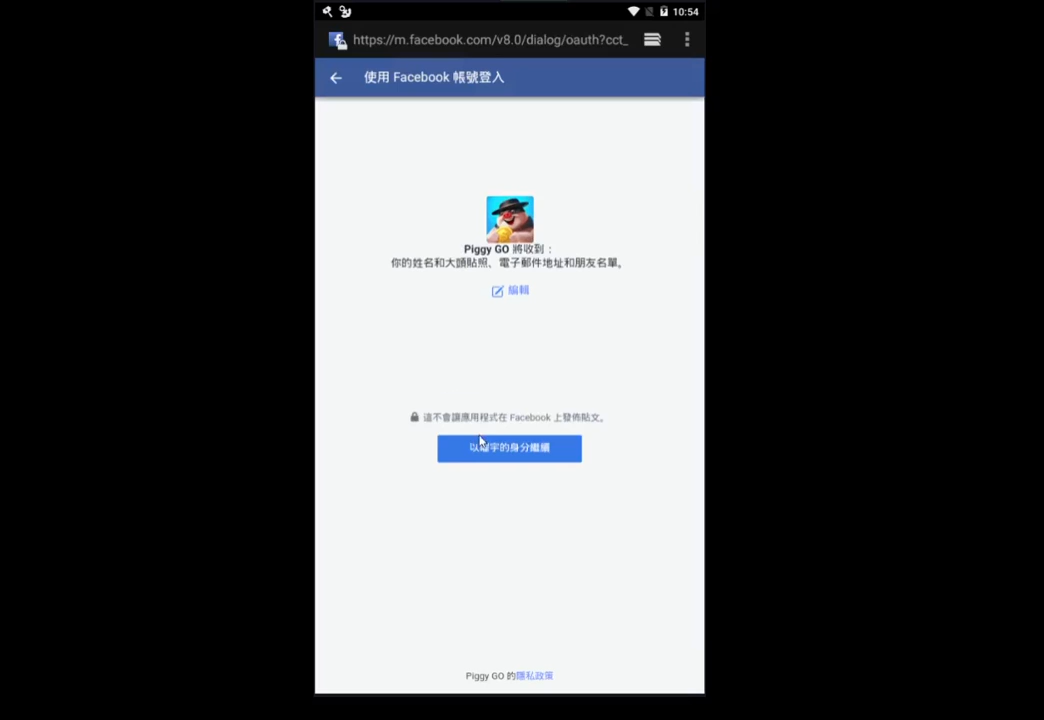 10:54
https://m.facebook.com/v8.0/dialog/oauth?cct_
使用 Facebook 帳號登入
Piggy GO 將收到：
你的姓名和大頭貼照、電子郵件地址和朋友名單。
編輯
這不會讓應用程式在 Facebook 上發佈貼文。
以 宇的身分繼續
Piggy GO 的隱私政策